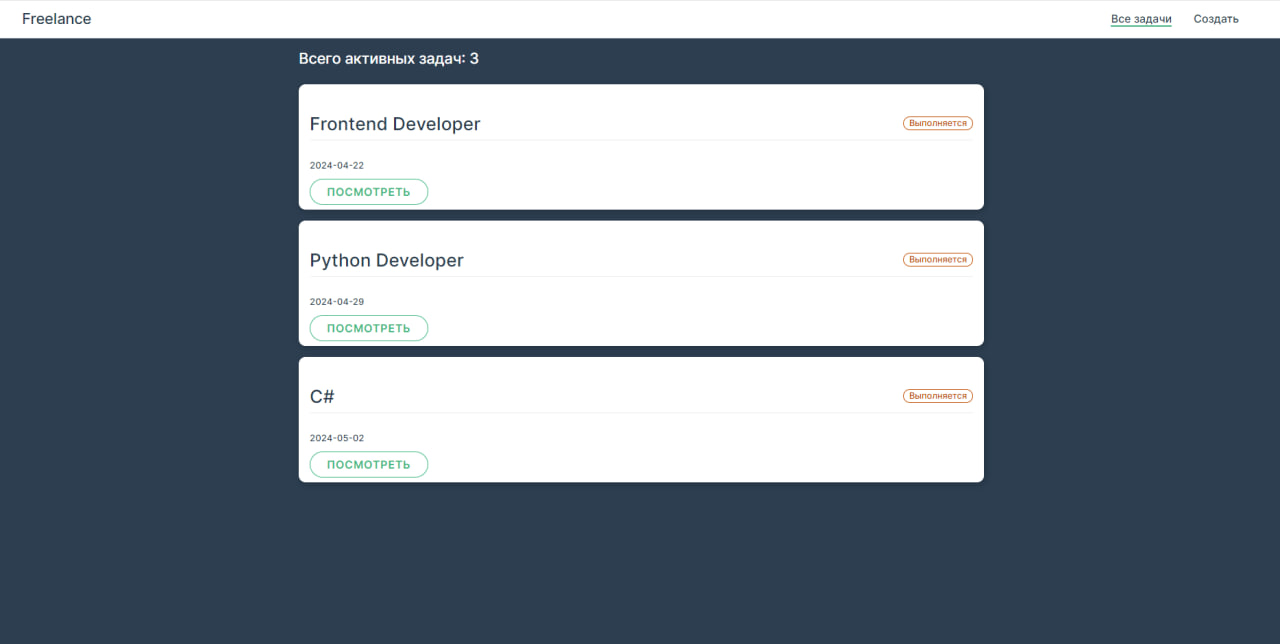 Freelance
Все задачи
Создать
Всего активных задач: 3
Frontend Developer
Выполняется
2024-04-22
ПОСМОТРЕТЬ
Python Developer
Выполняется
2024-04-29
ПОСМОТРЕТЬ
C#
Выполняется
2024-05-02
ПОСМОТРЕТЬ